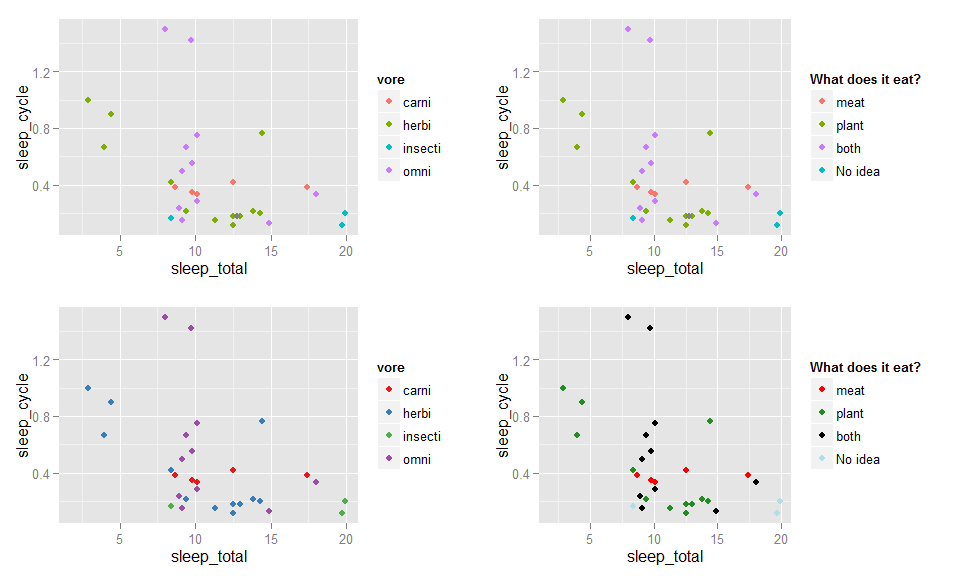 sleep_cycle
1.2
0.8
0.4
5 10 15 20
sleep_total
vore
carni
herbi
insecti
omni
sleep_cycle
1.2
0.8
0.4
5 10 15 20
sleep_total
What does it eat?
meat
plant
both
No idea
sleep_cycle
1.2
0.8
0.4
5 10 15 20
sleep_total
vore
carni
herbi
insecti
omni
sleep_cycle
1.2
0.8
0.4
5 10 15 20
sleep_total
What does it eat?
meat
plant
both
No idea